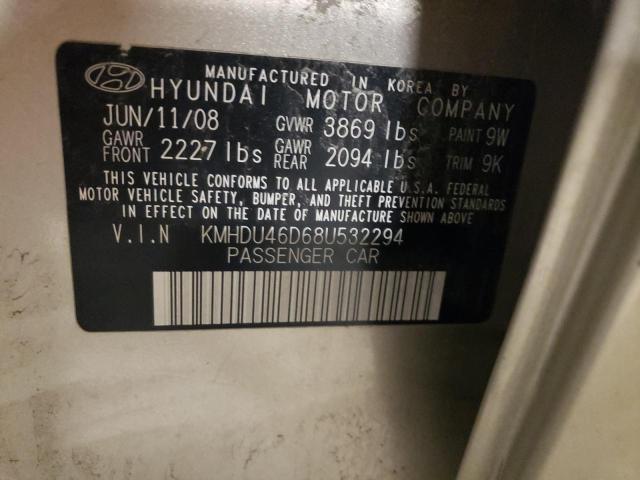 MANUFACTURED IN KOREA BY
HYUNDAI MOTOR COMPANY
JUN/11/08 GVWR 3869 lbs PAINT 9W
GAWR FRONT 2227 lbs GAWR REAR 2094 lbs TRIM 9K
THIS VEHICLE CONFORMS TO ALL APPLICABLE U.S.A. FEDERAL
MOTOR VEHICLE SAFETY, BUMPER, AND THEFT PREVENTION STANDARDS
IN EFFECT ON THE DATE OF MANUFACTURE SHOWN ABOVE.
V.I.N KMHDU46D68U532294
PASSENGER CAR